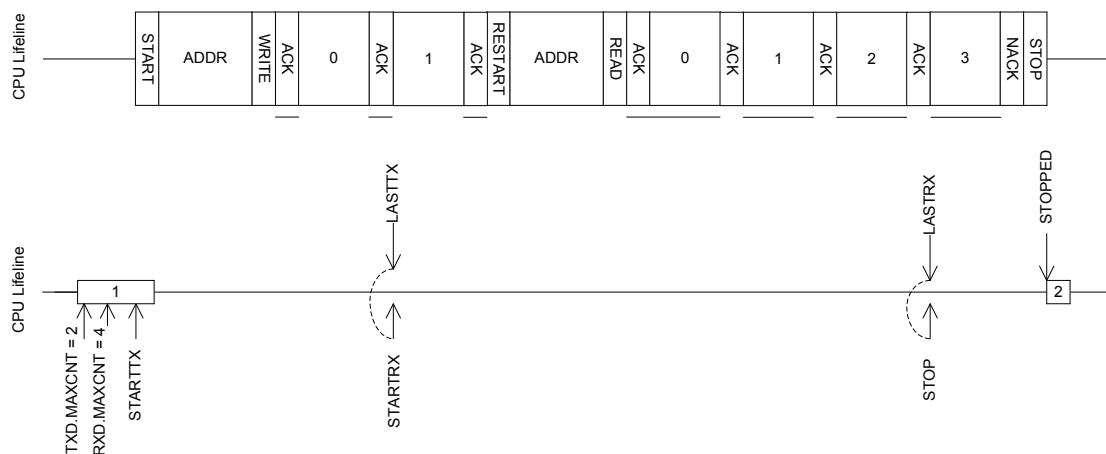 CPU Lifeline
START
ADDR
WRITE
ACK
0
ACK
1
ACK
RESTART
ADDR
READ
ACK
0
ACK
1
ACK
2
ACK
3
NACK
STOP
LASTTX
LASTRX
STOPPED
CPU Lifeline
1
2
TXD.MAXCNT = 2
RXD.MAXCNT = 4
STARTTX
STARTRX
STOP